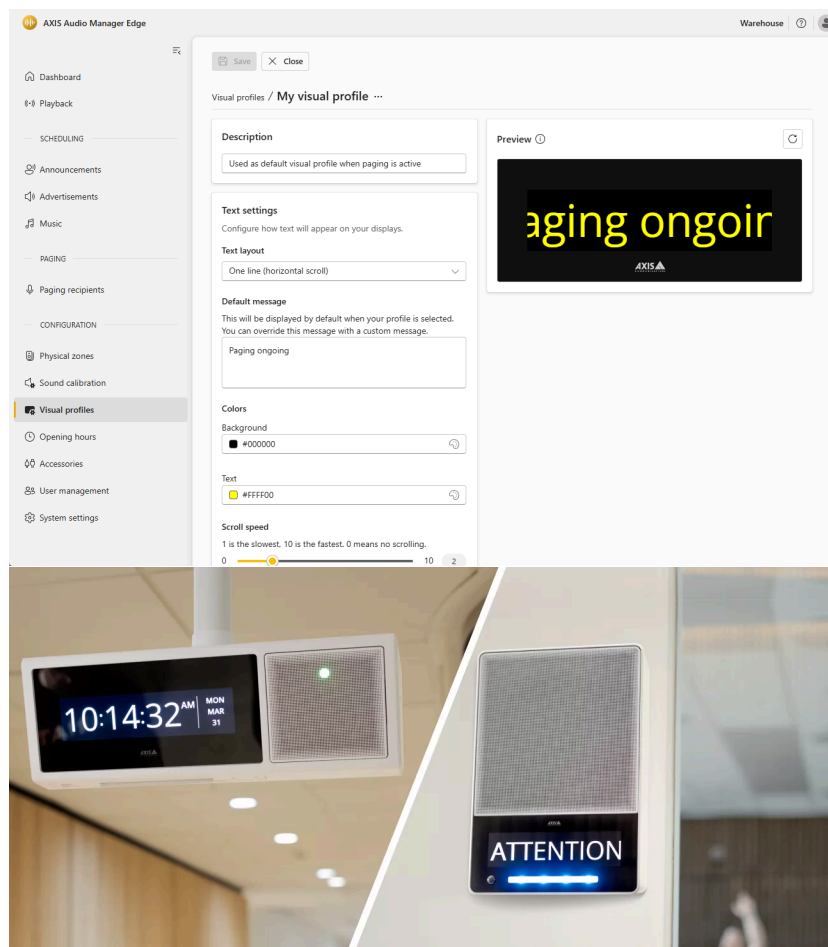 AXIS Audio Manager Edge
Warehouse
Dashboard
Playback
SCHEDULING
Announcements
Advertisements
Music
PAGING
Paging recipients
CONFIGURATION
Physical zones
Sound calibration
Visual profiles
Opening hours
Accessories
User management
System settings
Save
Close
Visual profiles / My visual profile ···
Description
Used as default visual profile when paging is active
Text settings
Configure how text will appear on your displays.
Text layout
One line (horizontal scroll)
Default message
This will be displayed by default when your profile is selected.
You can override this message with a custom message.
Paging ongoing
Colors
Background
#000000
Text
#FFFF00
Scroll speed
1 is the slowest, 10 is the fastest. 0 means no scrolling.
0 10 2
Preview
aging ongoin
AXIS
10:14:32 AM
MON
MAR
31
AXIS
AXIS
ATTENTION